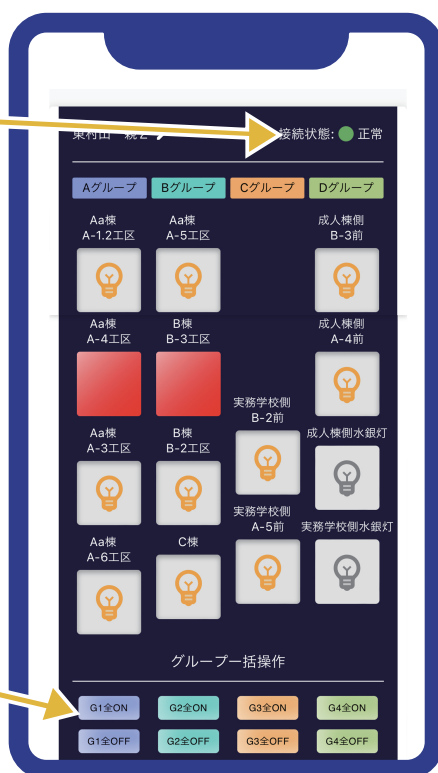 接続状態: 正常
Aグループ Bグループ Cグループ Dグループ
Aa棟
A-1.2工区
Aa棟
A-5工区
成人棟側
B-3前
Aa棟
A-4工区
B棟
B-3工区
成人棟側
A-4前
実務学校側
B-2前
Aa棟
A-3工区
B棟
B-2工区
成人棟側水銀灯
実務学校側
A-5前
実務学校側水銀灯
Aa棟
A-6工区
C棟
グループ一括操作
G1全ON G2全ON G3全ON G4全ON
G1全OFF G2全OFF G3全OFF G4全OFF